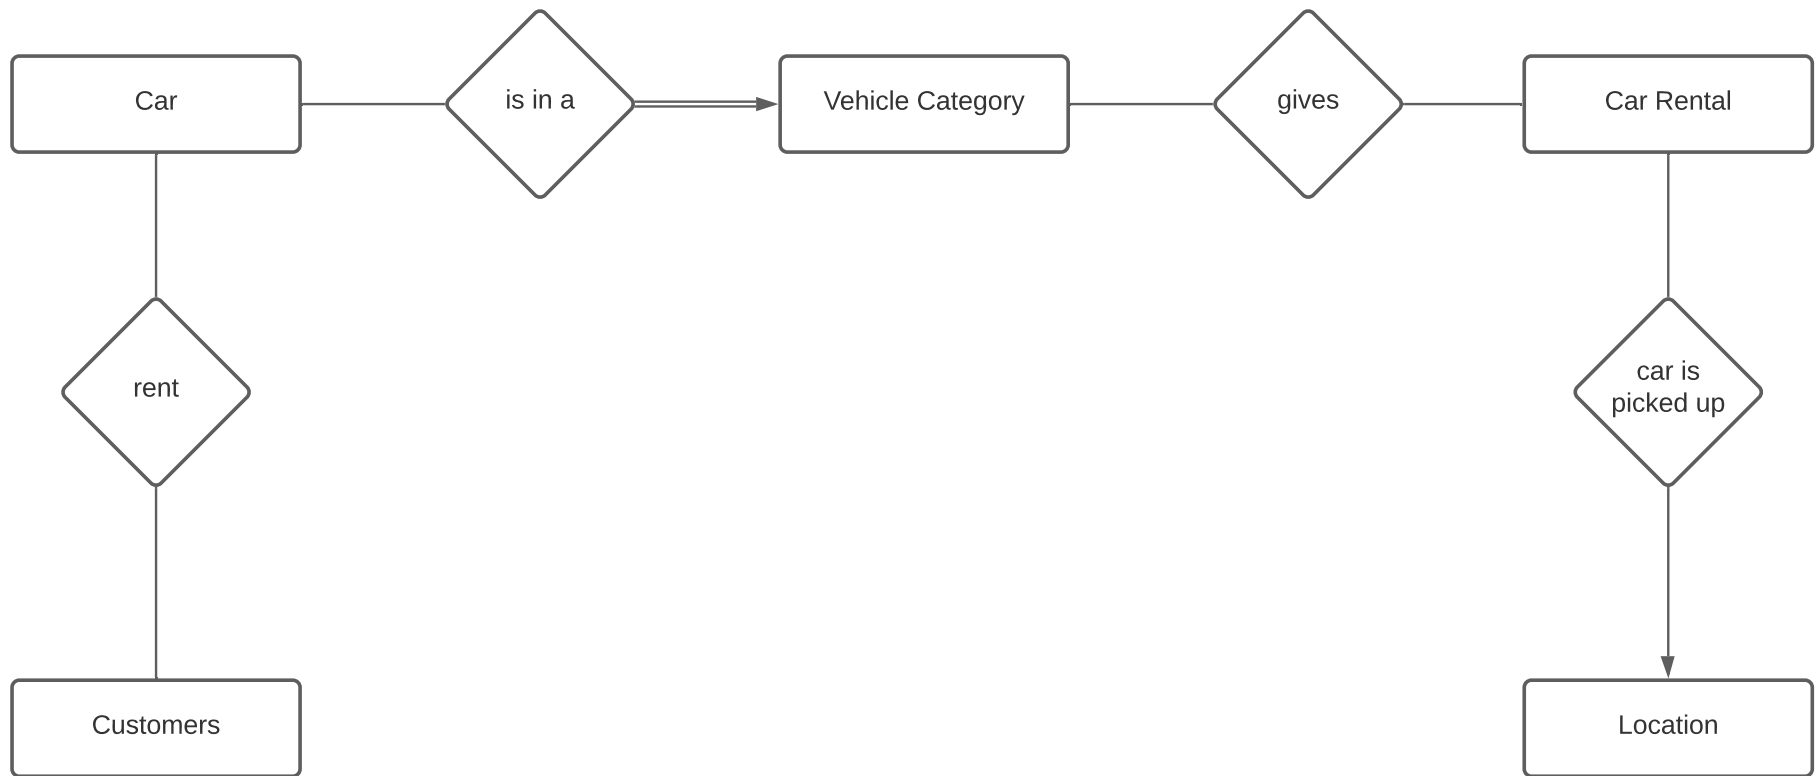 Car
is in a
Vehicle Category
gives
Car Rental
rent
car is
picked up
Customers
Location